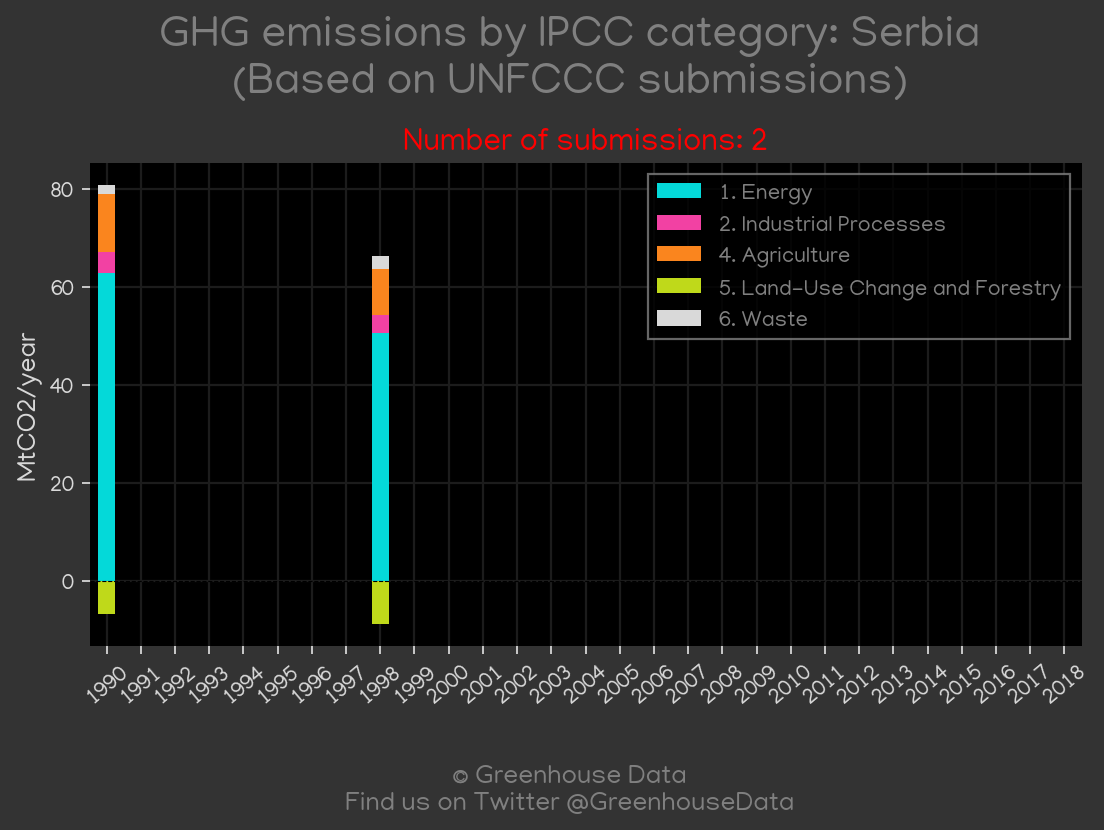 GHG emissions by IPCC category: Serbia
(Based on UNFCCC submissions)
Number of submissions: 2
1. Energy
2. Industrial Processes
4. Agriculture
5. Land-Use Change and Forestry
6. Waste
MtCO2/year
80
60
40
20
0
1990 1991 1992 1993 1994 1995 1996 1997 1998 1999 2000 2001 2002 2003 2004 2005 2006 2007 2008 2009 2010 2011 2012 2013 2014 2015 2016 2017 2018
© Greenhouse Data
Find us on Twitter @GreenhouseData